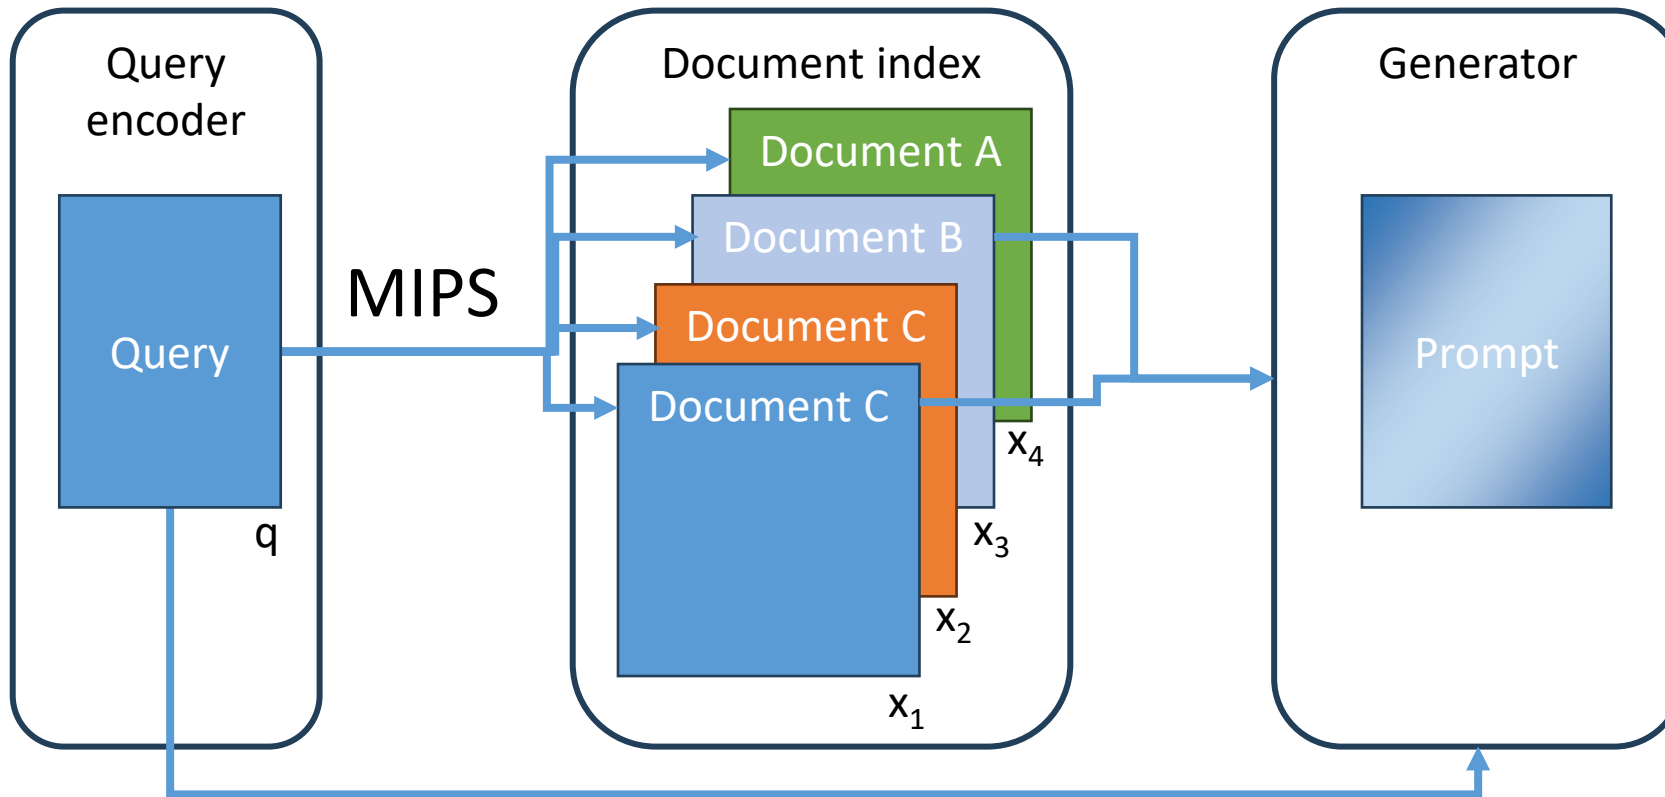 Query
encoder
Query
q
MIPS
Document index
Document A
Document B
Document C
Document C
x₄
x₃
x₂
x₁
Generator
Prompt